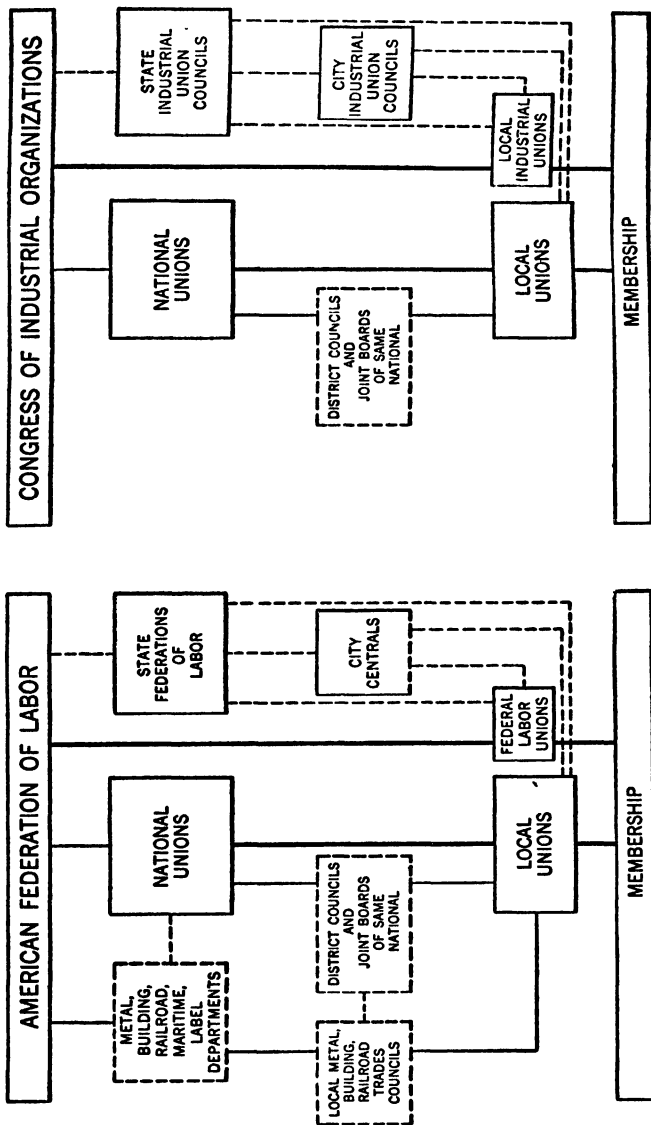 AMERICAN FEDERATION OF LABOR
METAL,
BUILDING,
RAILROAD,
MARITIME,
LABEL
DEPARTMENTS
NATIONAL
UNIONS
STATE
FEDERATIONS
OF
LABOR
LOCAL METAL,
BUILDING,
RAILROAD
TRADES
COUNCILS
DISTRICT COUNCILS
AND
JOINT BOARDS
OF SAME
NATIONAL
CITY
CENTRALS
LOCAL
UNIONS
FEDERAL
LABOR
UNIONS
MEMBERSHIP
CONGRESS OF INDUSTRIAL ORGANIZATIONS
NATIONAL
UNIONS
STATE
INDUSTRIAL
UNION
COUNCILS
DISTRICT COUNCILS
AND
JOINT BOARDS
OF SAME
NATIONAL
CITY
INDUSTRIAL
UNION
COUNCILS
LOCAL
UNIONS
LOCAL
INDUSTRIAL
UNIONS
MEMBERSHIP